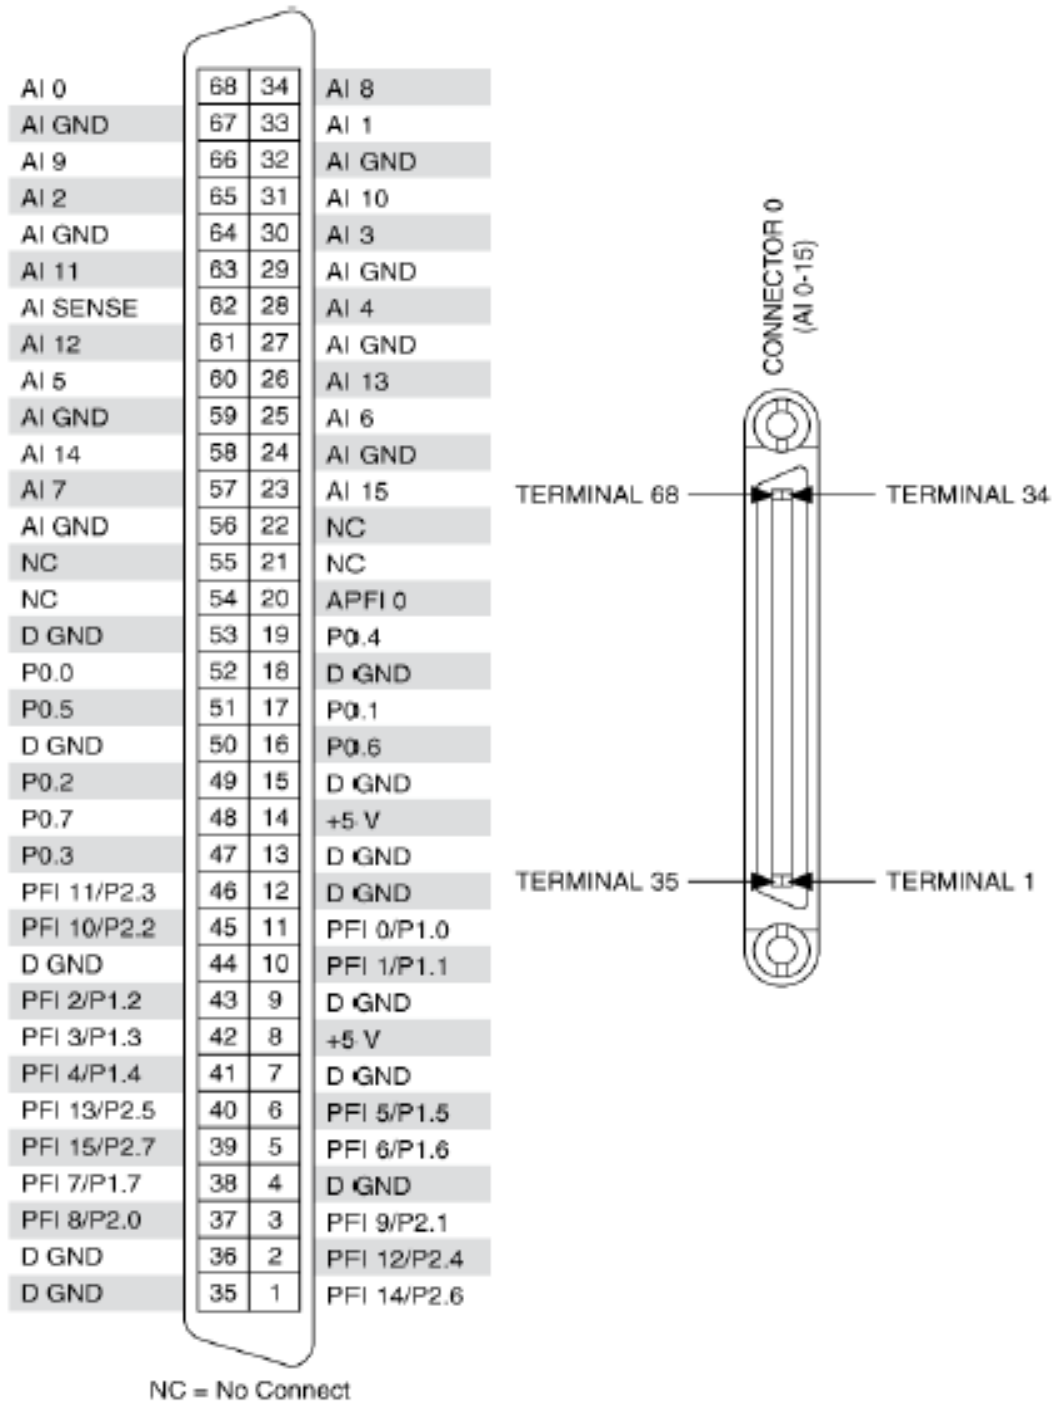 AI 0 68 34 AI 8
AI GND 67 33 AI 1
AI 9 66 32 AI GND
AI 2 65 31 AI 10
AI GND 64 30 AI 3
AI 11 63 29 AI GND
AI SENSE 62 28 AI 4
AI 12 61 27 AI GND
AI 5 60 26 AI 13
AI GND 59 25 AI 6
AI 14 58 24 AI GND
AI 7 57 23 AI 15
AI GND 56 22 NC
NC 55 21 NC
NC 54 20 APFI 0
D GND 53 19 P0.4
P0.0 52 18 D GND
P0.5 51 17 P0.1
D GND 50 16 P0.6
P0.2 49 15 D GND
P0.7 48 14 +5 V
P0.3 47 13 D GND
PFI 11/P2.3 46 12 D GND
PFI 10/P2.2 45 11 PFI 0/P1.0
D GND 44 10 PFI 1/P1.1
PFI 2/P1.2 43 9 D GND
PFI 3/P1.3 42 8 +5 V
PFI 4/P1.4 41 7 D GND
PFI 13/P2.5 40 6 PFI 5/P1.5
PFI 15/P2.7 39 5 PFI 6/P1.6
PFI 7/P1.7 38 4 D GND
PFI 8/P2.0 37 3 PFI 9/P2.1
D GND 36 2 PFI 12/P2.4
D GND 35 1 PFI 14/P2.6
NC = No Connect
CONNECTOR 0
(AI 0-15)
TERMINAL 68
TERMINAL 34
TERMINAL 35
TERMINAL 1